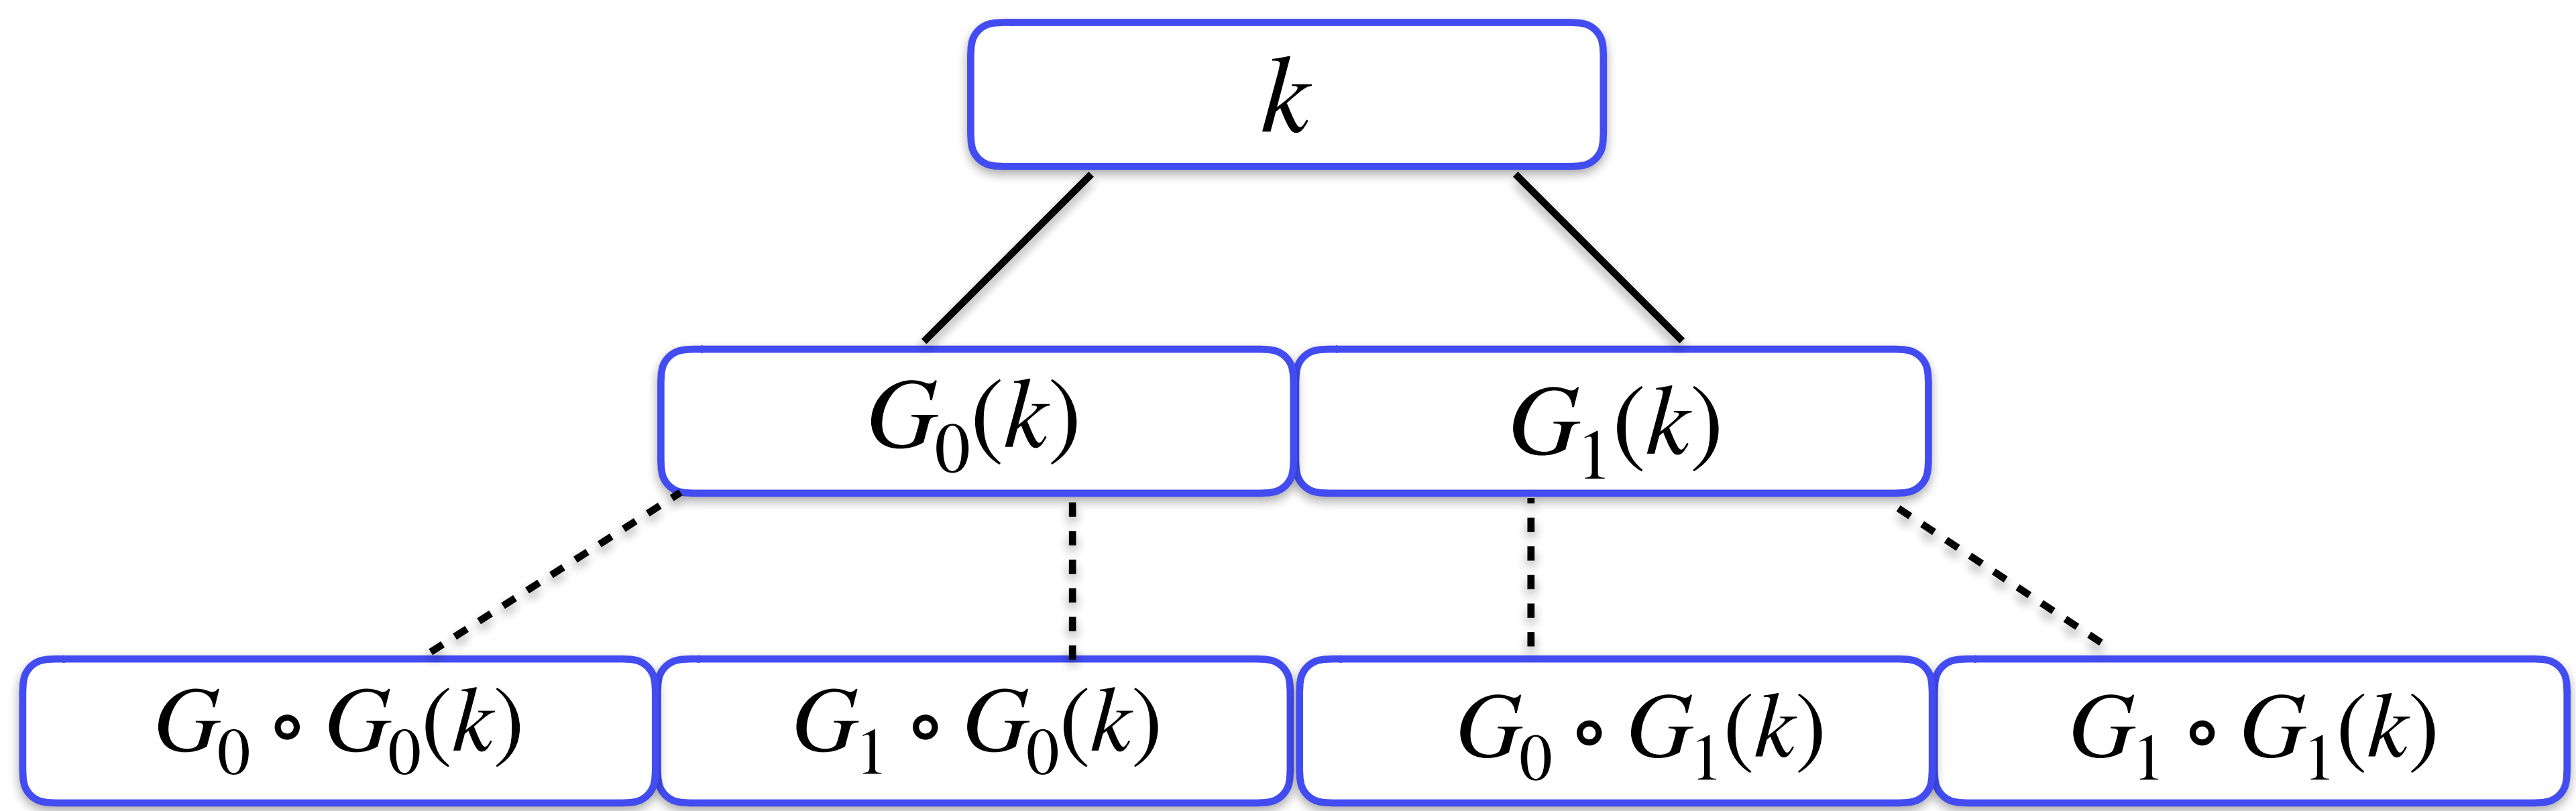 k
G₀(k) G₁(k)
G₀ ∘ G₀(k) G₁ ∘ G₀(k) G₀ ∘ G₁(k) G₁ ∘ G₁(k)